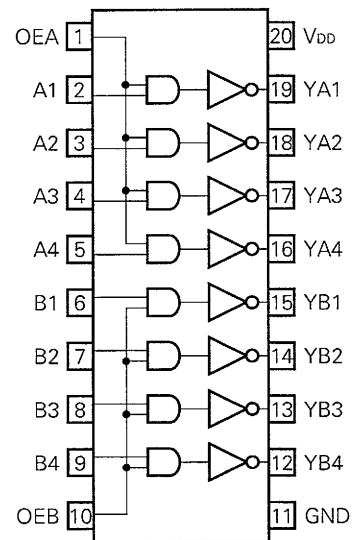 OEA 1 20 VDD
A1 2 19 YA1
A2 3 18 YA2
A3 4 17 YA3
A4 5 16 YA4
B1 6 15 YB1
B2 7 14 YB2
B3 8 13 YB3
B4 9 12 YB4
OEB 10 11 GND